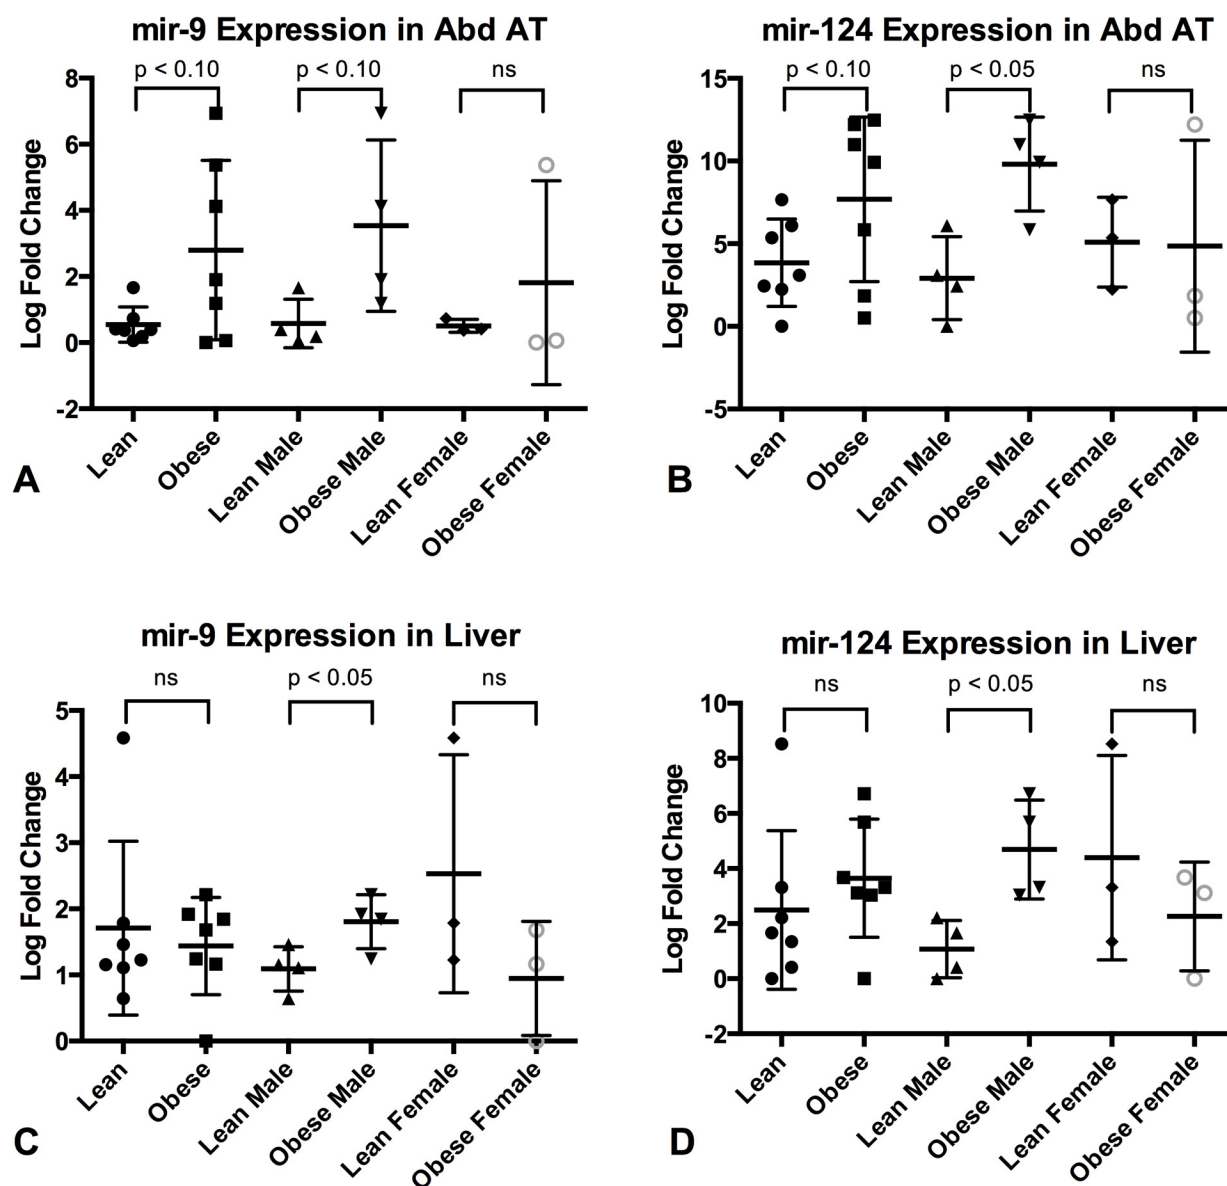 mir-9 Expression in Abd AT
p < 0.10
p < 0.10
ns
Log Fold Change
8
6
4
2
0
-2
Lean
Obese
Lean Male
Obese Male
Lean Female
Obese Female
A
mir-124 Expression in Abd AT
p < 0.10
p < 0.05
ns
Log Fold Change
15
10
5
0
-5
Lean
Obese
Lean Male
Obese Male
Lean Female
Obese Female
B
mir-9 Expression in Liver
ns
p < 0.05
ns
Log Fold Change
5
4
3
2
1
0
Lean
Obese
Lean Male
Obese Male
Lean Female
Obese Female
C
mir-124 Expression in Liver
ns
p < 0.05
ns
Log Fold Change
10
8
6
4
2
0
-2
Lean
Obese
Lean Male
Obese Male
Lean Female
Obese Female
D